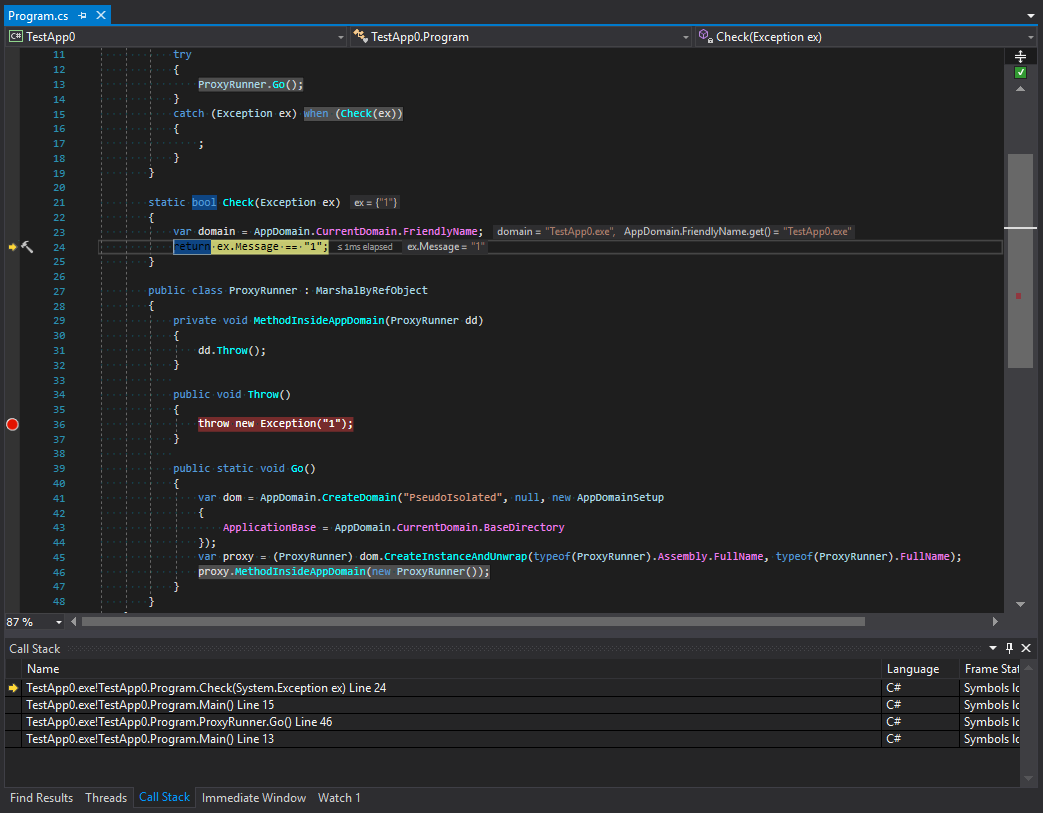 Program.cs
TestApp0 TestApp0.Program Check(Exception ex)
11 try
12 {
13 ProxyRunner.Go();
14 }
15 catch (Exception ex) when (Check(ex))
16 {
17 ;
18 }
19 }
20
21 static bool Check(Exception ex) ex = {"1"}
22 {
23 var domain = AppDomain.CurrentDomain.FriendlyName; domain = "TestApp0.exe", AppDomain.FriendlyName.get() = "TestApp0.exe"
24 return ex.Message == "1"; ≤ 1ms elapsed ex.Message = "1"
25 }
26
27 public class ProxyRunner : MarshalByRefObject
28 {
29 private void MethodInsideAppDomain(ProxyRunner dd)
30 {
31 dd.Throw();
32 }
33
34 public void Throw()
35 {
36 throw new Exception("1");
37 }
38
39 public static void Go()
40 {
41 var dom = AppDomain.CreateDomain("PseudoIsolated", null, new AppDomainSetup
42 {
43 ApplicationBase = AppDomain.CurrentDomain.BaseDirectory
44 });
45 var proxy = (ProxyRunner) dom.CreateInstanceAndUnwrap(typeof(ProxyRunner).Assembly.FullName, typeof(ProxyRunner).FullName);
46 proxy.MethodInsideAppDomain(new ProxyRunner());
47 }
48 }
87 %
Call Stack
Name Language Frame Stat
TestApp0.exe!TestApp0.Program.Check(System.Exception ex) Line 24 C# Symbols lo
TestApp0.exe!TestApp0.Program.Main() Line 15 C# Symbols lo
TestApp0.exe!TestApp0.Program.ProxyRunner.Go() Line 46 C# Symbols lo
TestApp0.exe!TestApp0.Program.Main() Line 13 C# Symbols lo
Find Results Threads Call Stack Immediate Window Watch 1